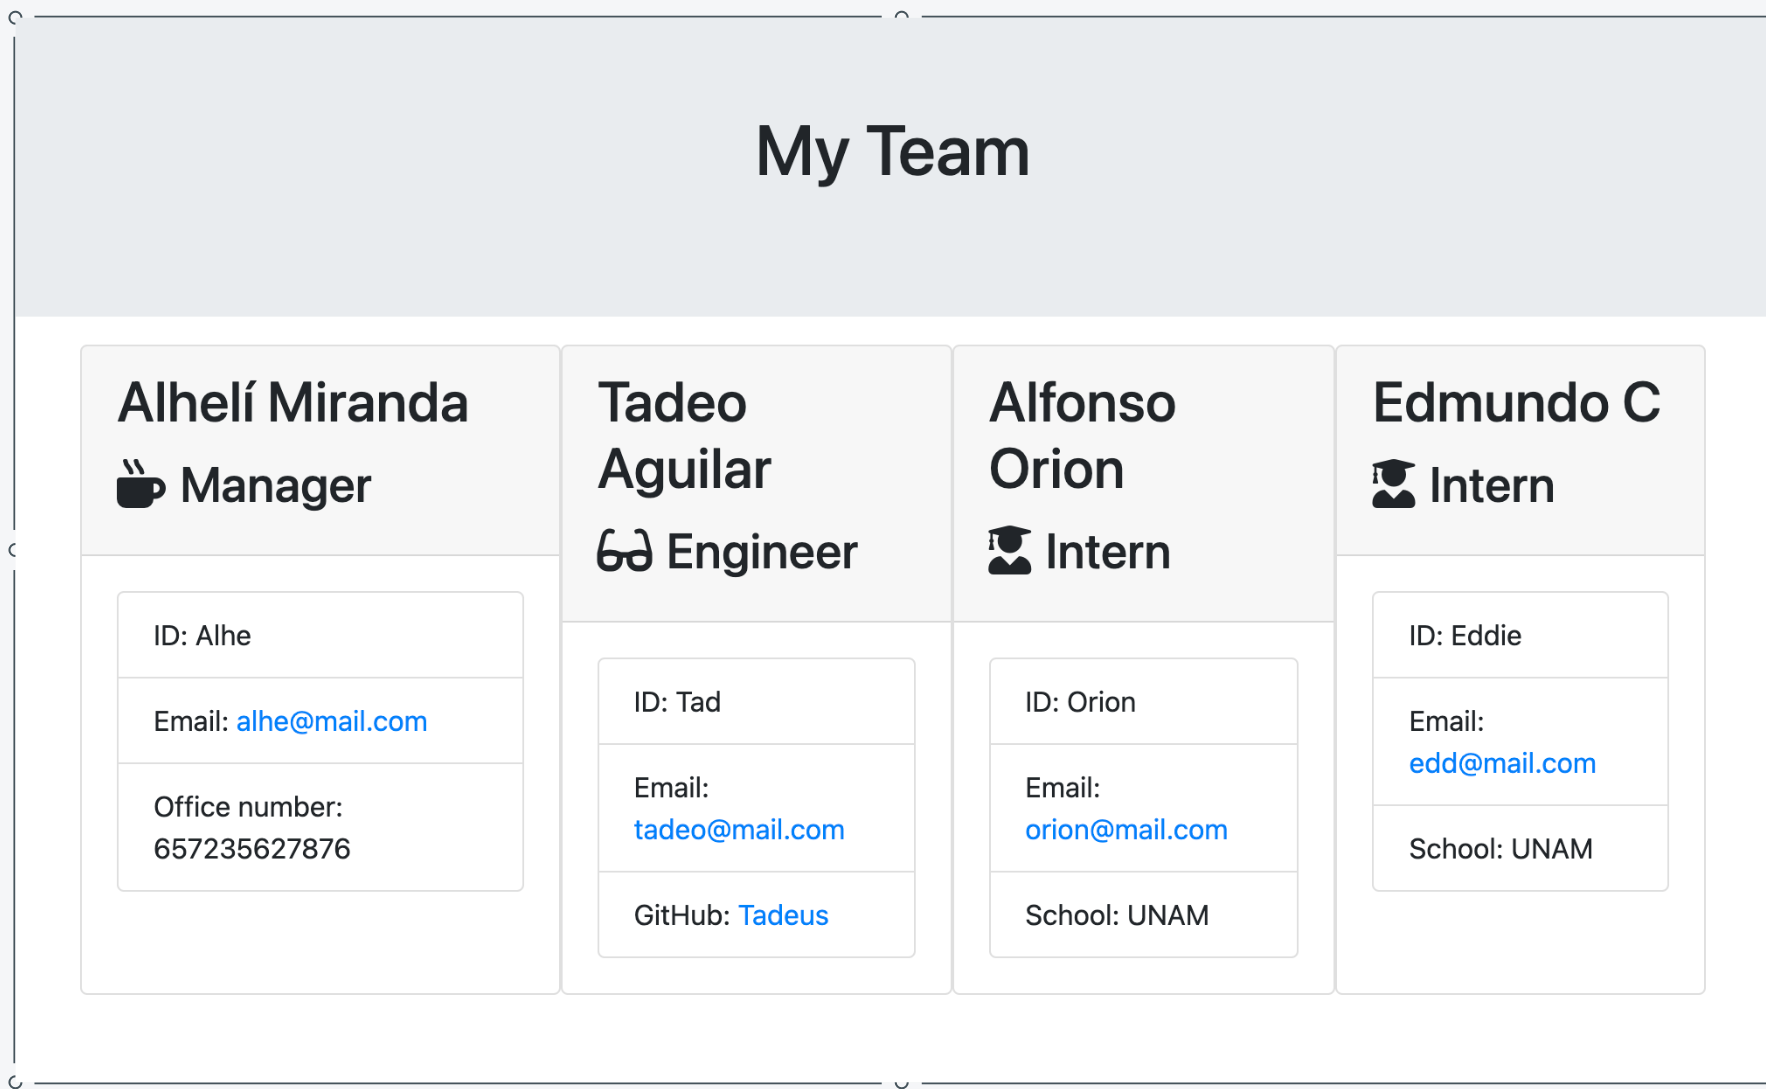 My Team
Alhelí Miranda
Manager
ID: Alhe
Email: alhe@mail.com
Office number:
657235627876
Tadeo
Aguilar
Engineer
ID: Tad
Email:
tadeo@mail.com
GitHub: Tadeus
Alfonso
Orion
Intern
ID: Orion
Email:
orion@mail.com
School: UNAM
Edmundo C
Intern
ID: Eddie
Email:
edd@mail.com
School: UNAM